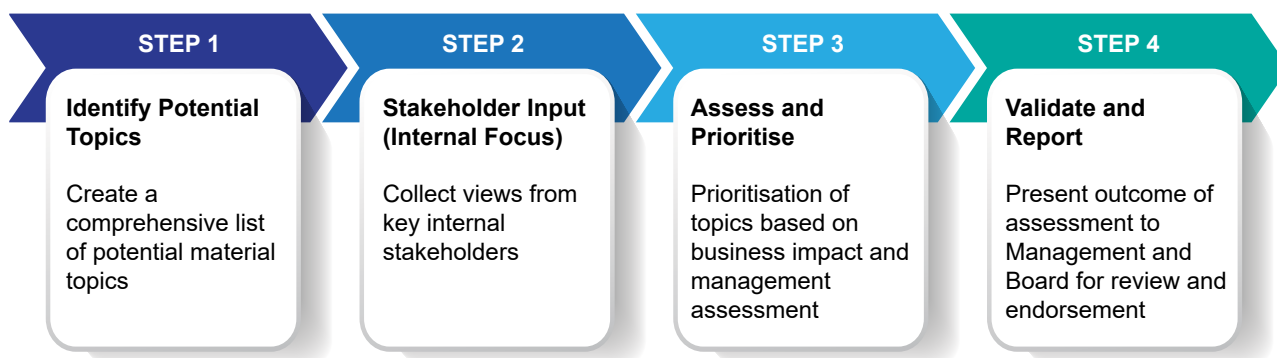 STEP 1
Identify Potential
Topics
Create a
comprehensive list
of potential material
topics
STEP 2
Stakeholder Input
(Internal Focus)
Collect views from
key internal
stakeholders
STEP 3
Assess and
Prioritise
Prioritisation of
topics based on
business impact and
management
assessment
STEP 4
Validate and
Report
Present outcome of
assessment to
Management and
Board for review and
endorsement